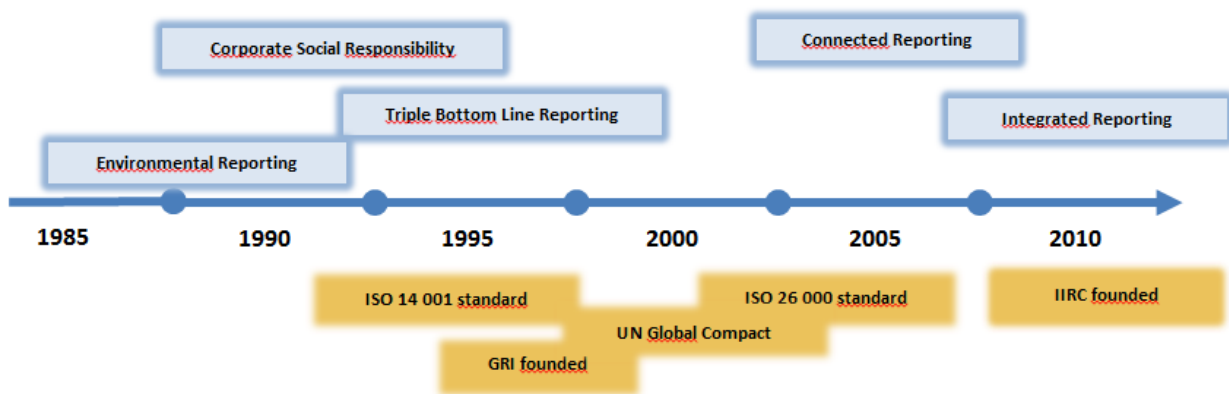 Corporate Social Responsibility
Connected Reporting
Triple Bottom Line Reporting
Integrated Reporting
Environmental Reporting
1985 1990 1995 2000 2005 2010
ISO 14 001 standard
ISO 26 000 standard
IIRC founded
UN Global Compact
GRI founded